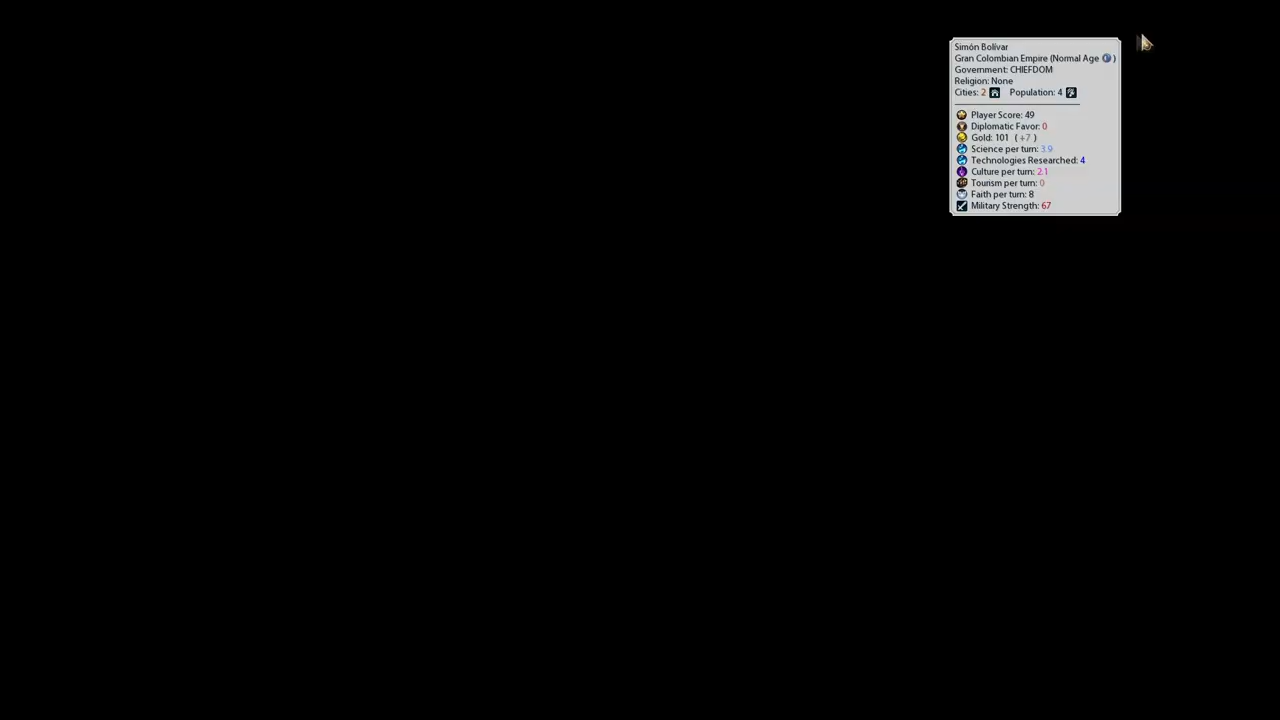 Simón Bolívar
Gran Colombian Empire (Normal Age )
Government: CHIEFDOM
Religion: None
Cities: 2 Population: 4
Player Score: 49
Diplomatic Favor: 0
Gold: 101 ( +7 )
Science per turn: 3.9
Technologies Researched: 4
Culture per turn: 2.1
Tourism per turn: 0
Faith per turn: 8
Military Strength: 67